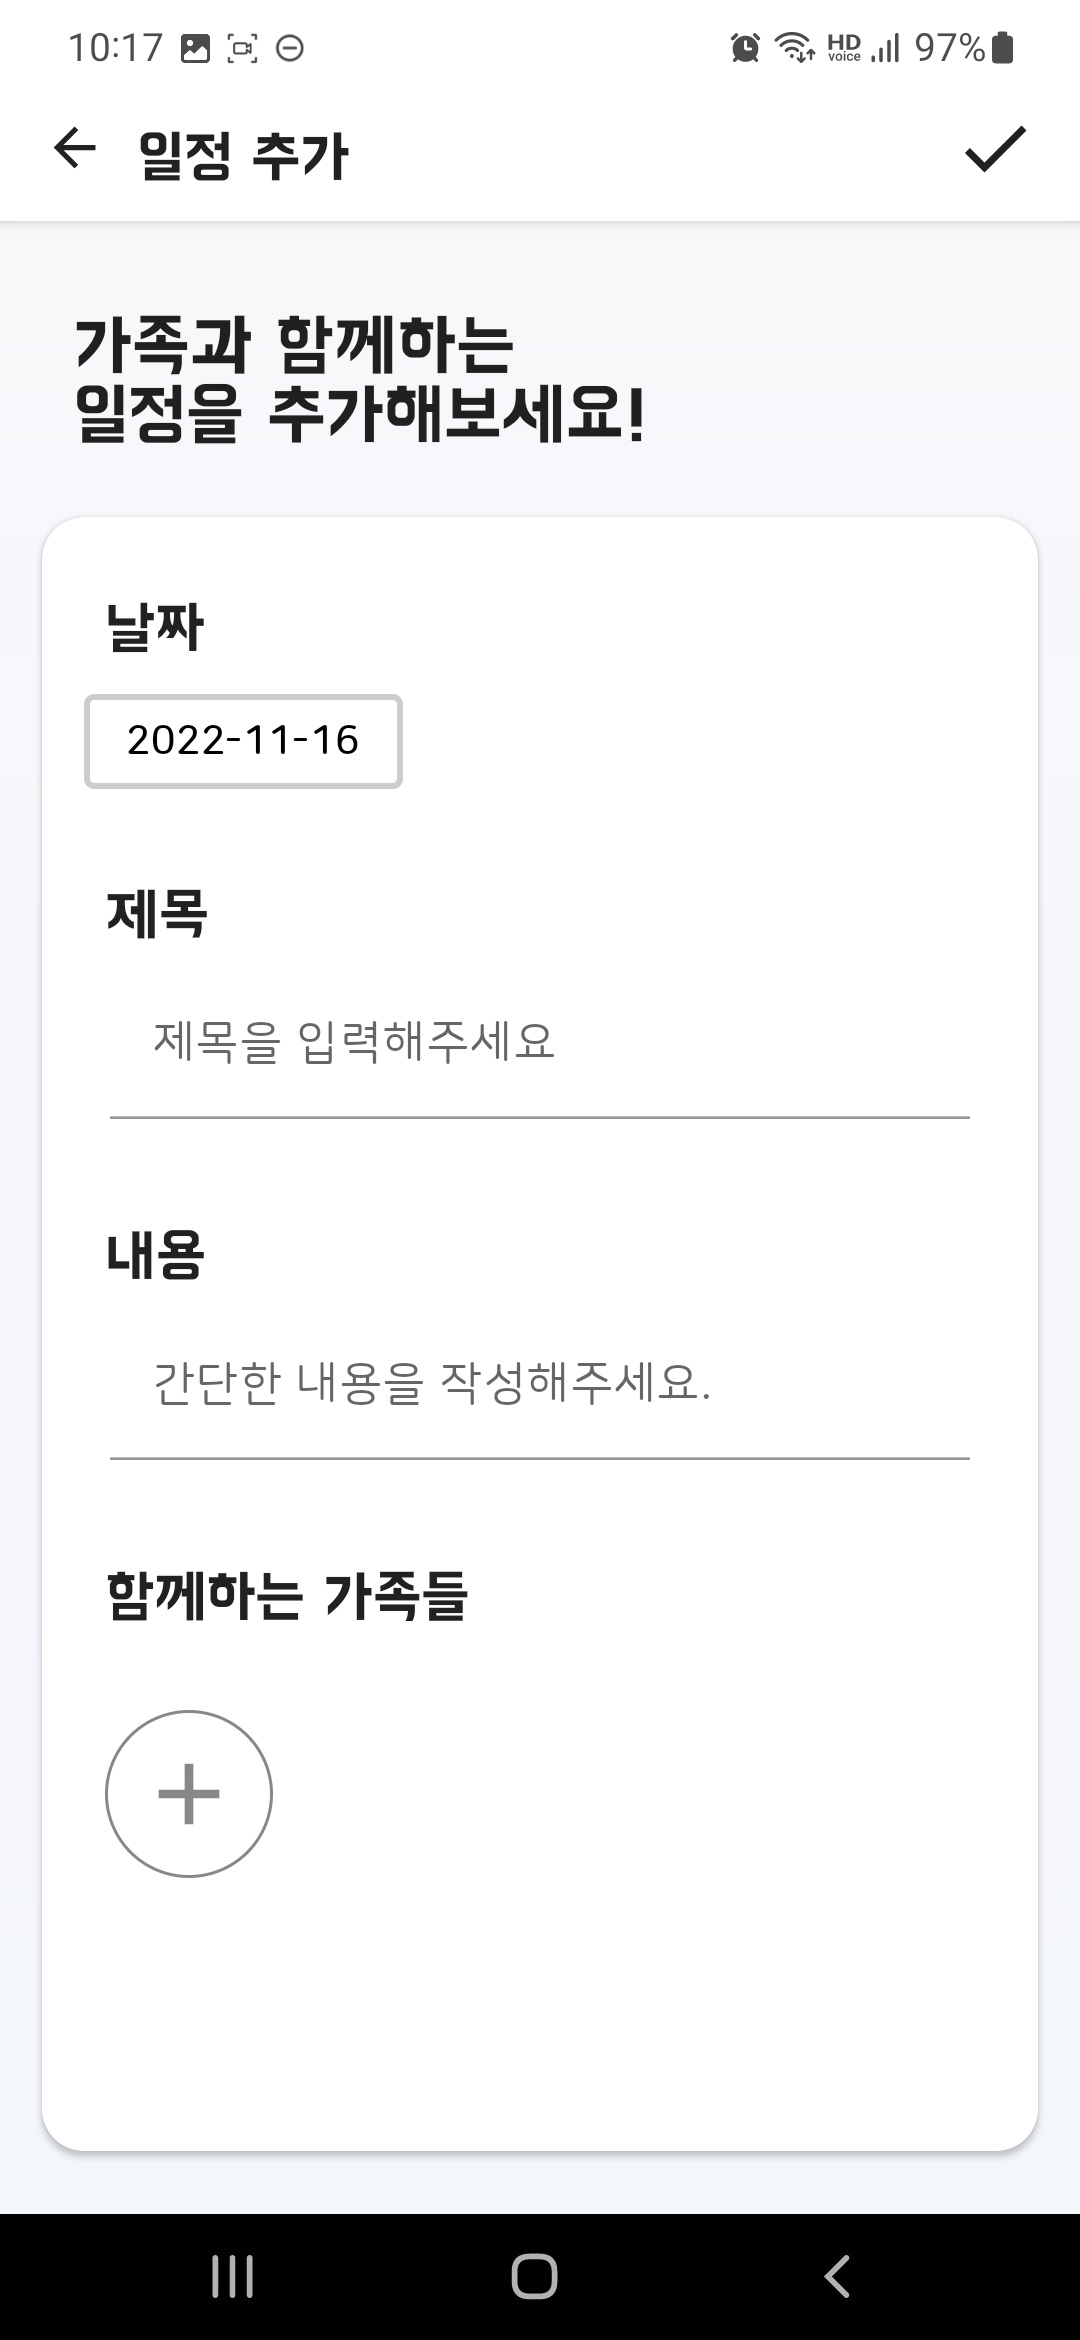 10:17
HD voice 97%
일정 추가
가족과 함께하는
일정을 추가해보세요!
날짜
2022-11-16
제목
제목을 입력해주세요
내용
간단한 내용을 작성해주세요.
함께하는 가족들